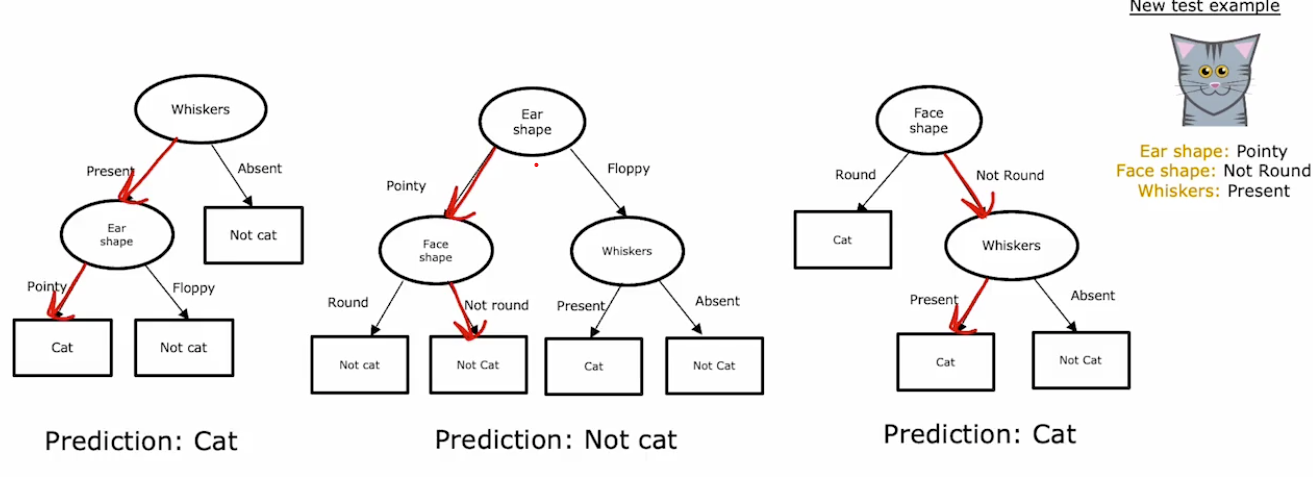 New test example
Ear shape: Pointy
Face shape: Not Round
Whiskers: Present
Whiskers
Present
Absent
Ear
shape
Not cat
Pointy
Floppy
Cat
Not cat
Prediction: Cat
Ear
shape
Pointy
Floppy
Face
shape
Whiskers
Round
Not round
Present
Absent
Not cat
Not Cat
Cat
Not Cat
Prediction: Not cat
Face
shape
Round
Not Round
Cat
Whiskers
Present
Absent
Cat
Not Cat
Prediction: Cat